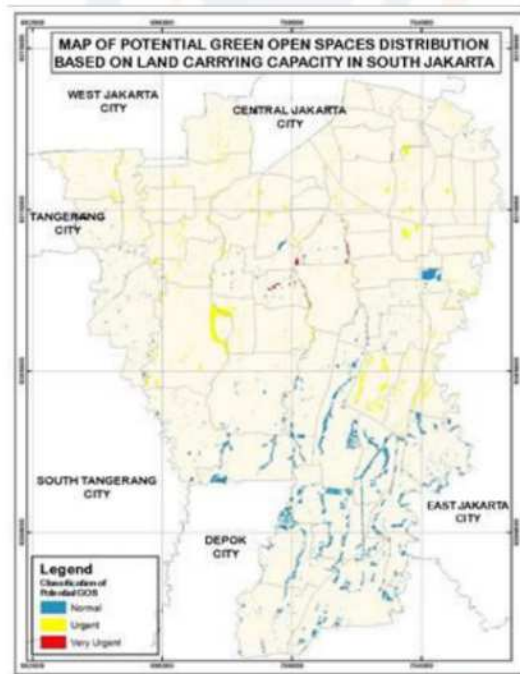 MAP OF POTENTIAL GREEN OPEN SPACES DISTRIBUTION
BASED ON LAND CARRYING CAPACITY IN SOUTH JAKARTA
WEST JAKARTA
CITY
CENTRAL JAKARTA
CITY
TANGERANG
CITY
SOUTH TANGERANG
CITY
EAST JAKARTA
CITY
DEPOK
CITY
Legend
Classification of
Potential GOS
Normal
Urgent
Very Urgent